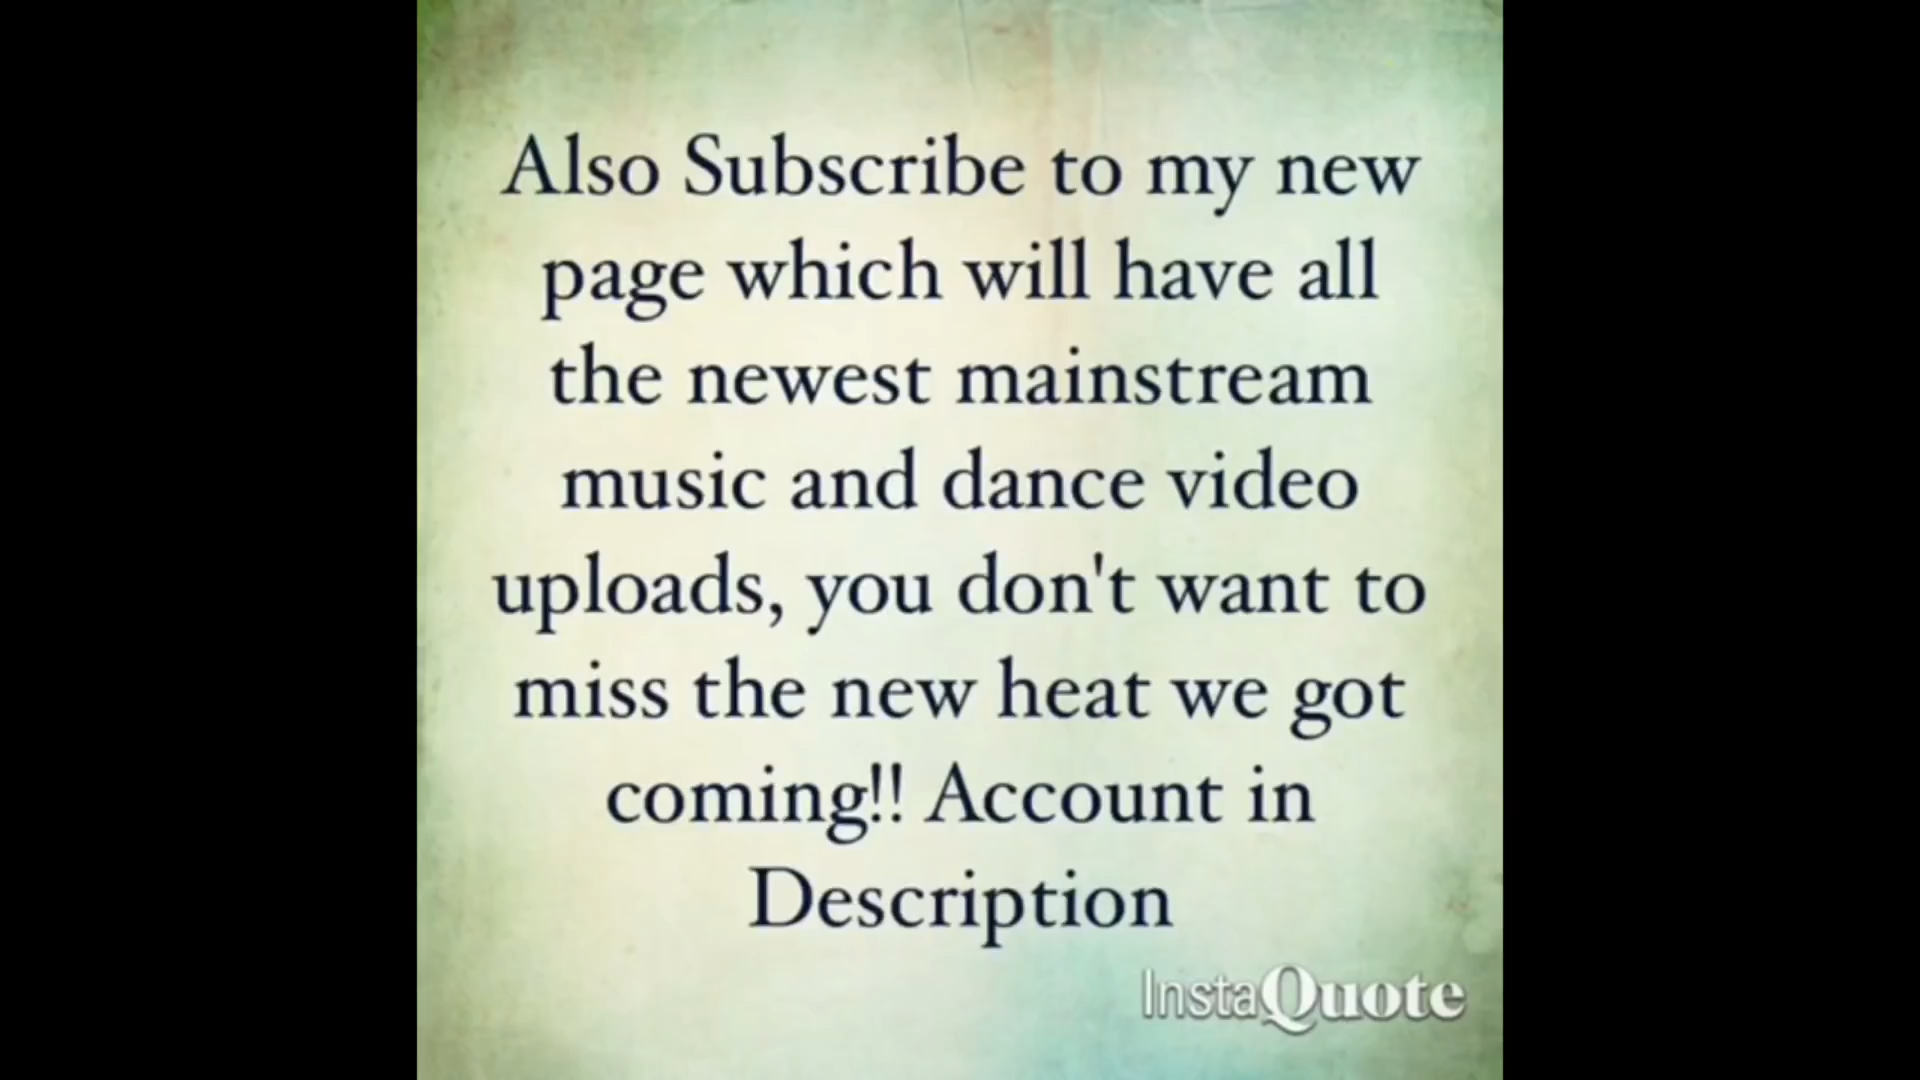 Also Subscribe to my new
page which will have all
the newest mainstream
music and dance video
uploads, you don't want to
miss the new heat we got
coming!! Account in
Description
InstaQuote